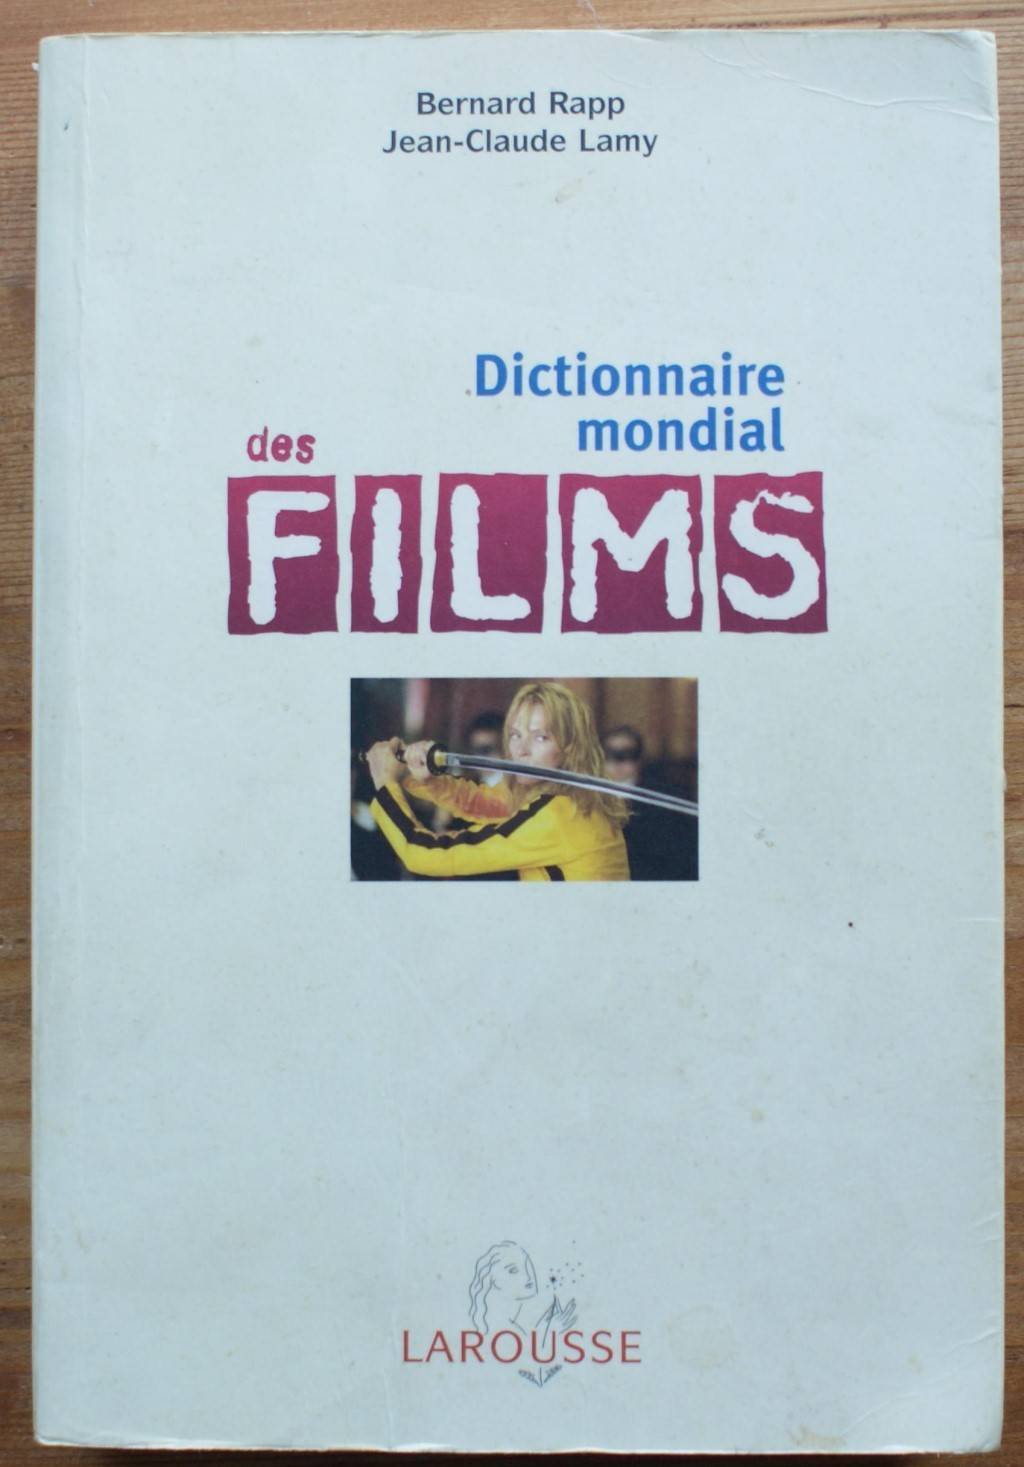 Bernard Rapp
Jean-Claude Lamy
Dictionnaire
mondial
des
FILMS
LAROUSSE